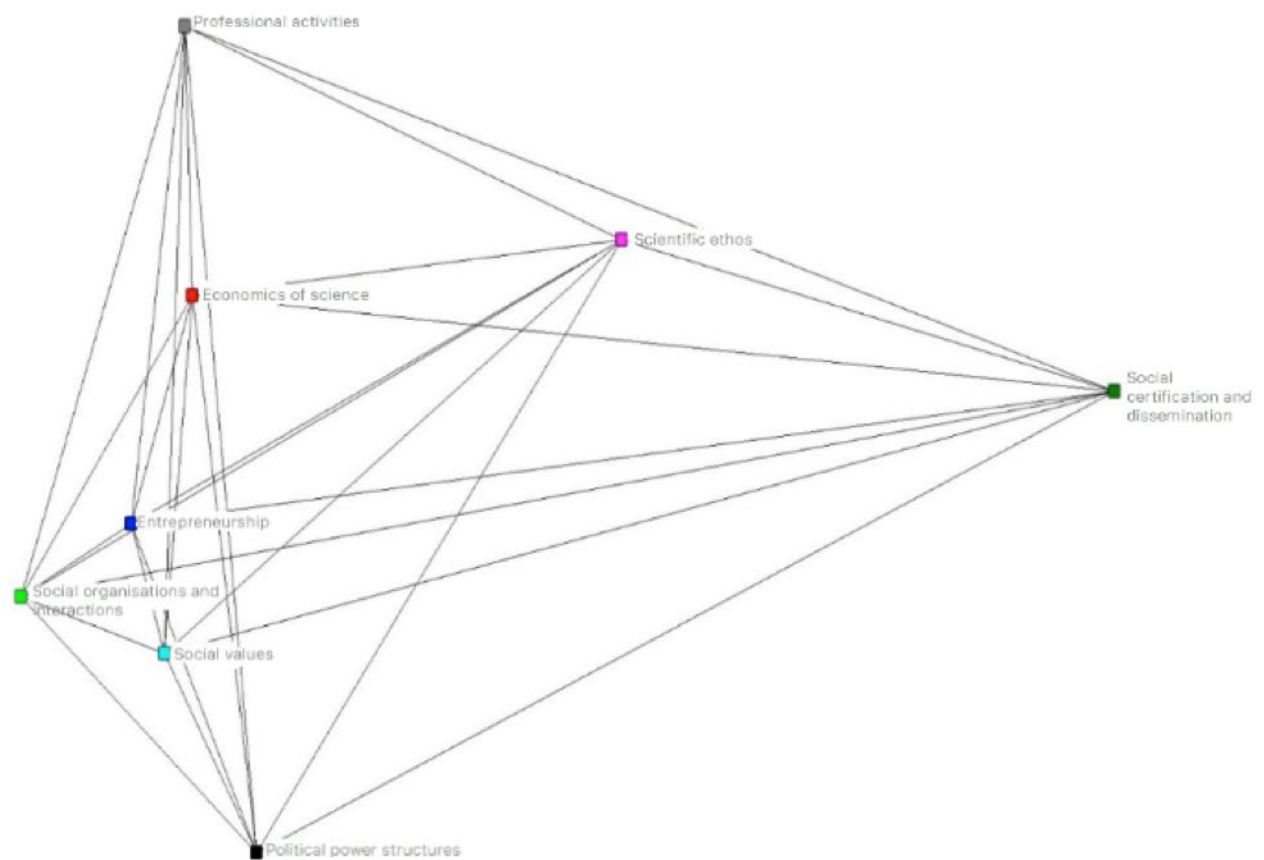 Professional activities
Scientific ethos
Economics of science
Social
certification and
dissemination
Entrepreneurship
Social organisations and
interactions
Social values
Political power structures